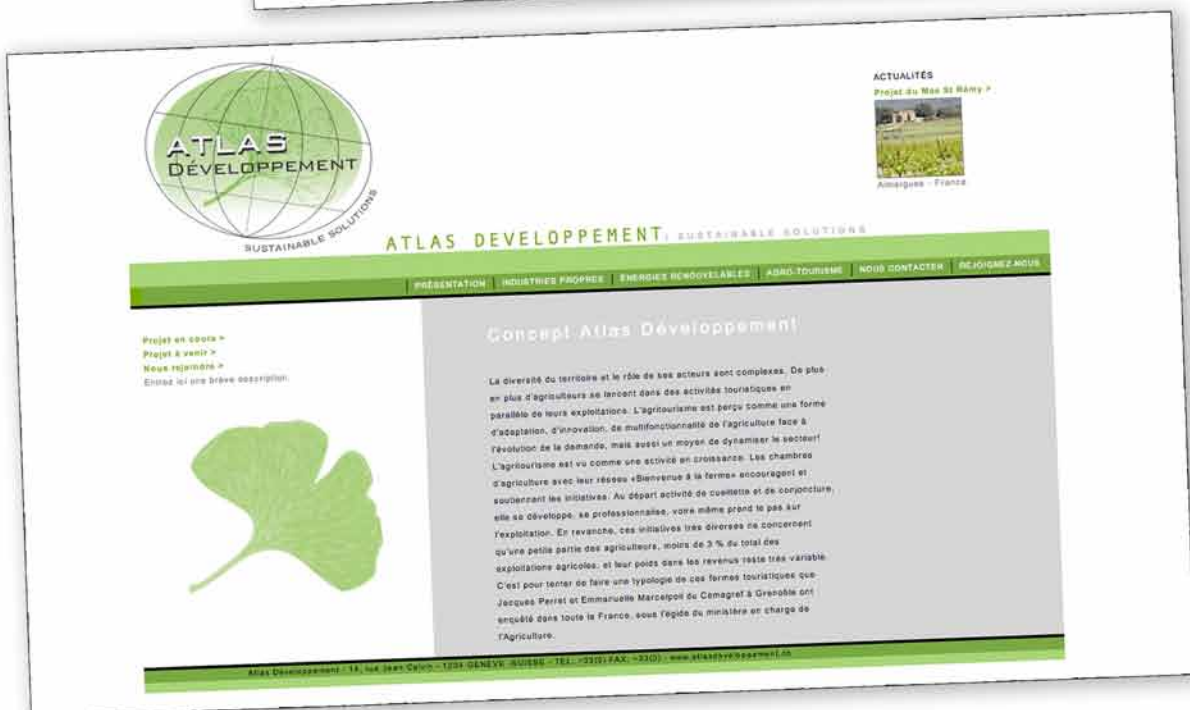 ATLAS
DÉVELOPPEMENT
SUSTAINABLE SOLUTIONS
ACTUALITÉS
Projet du Mas St Rémy >
Aimargues - France
ATLAS DEVELOPPEMENT, SUSTAINABLE SOLUTIONS
PRÉSENTATION | INDUSTRIES PROPRES | ÉNERGIES RENOUVELABLES | AGRO-TOURISME | NOUS CONTACTER | REJOIGNEZ-NOUS
Projet en cours >
Projet à venir >
Nous rejoindre >
Entrez ici une brève description.
Concept Atlas Développement
La diversité du territoire et le rôle de ses acteurs sont complexes. De plus
en plus d'agriculteurs se lancent dans des activités touristiques en
parallèle de leurs exploitations. L'agritourisme est perçu comme une forme
d'adaptation, d'innovation, de multifonctionnalité de l'agriculture face à
l'évolution de la demande, mais aussi un moyen de dynamiser le secteur!
L'agritourisme est vu comme une activité en croissance. Les chambres
d'agriculture avec leur réseau «Bienvenue à la ferme» encouragent et
soutiennent les initiatives. Au départ activité de cueillette et de conjoncture,
elle se développe, se professionnalise, voire même prend le pas sur
l'exploitation. En revanche, ces initiatives très diverses ne concernent
qu'une petite partie des agriculteurs, moins de 3 % du total des
exploitations agricoles, et leur poids dans les revenus reste très variable.
C'est pour tenter de faire une typologie de ces fermes touristiques que
Jacques Perret et Emmanuelle Marcelpoil du Cemagref à Grenoble ont
enquêté dans toute la France, sous l'égide du ministère en charge de
l'Agriculture.
Atlas Développement - 14, rue Jean Calvin - 1204 GENÈVE -SUISSE - TEL: +33(0) FAX: +33(0) - www.atlasdeveloppement.ch